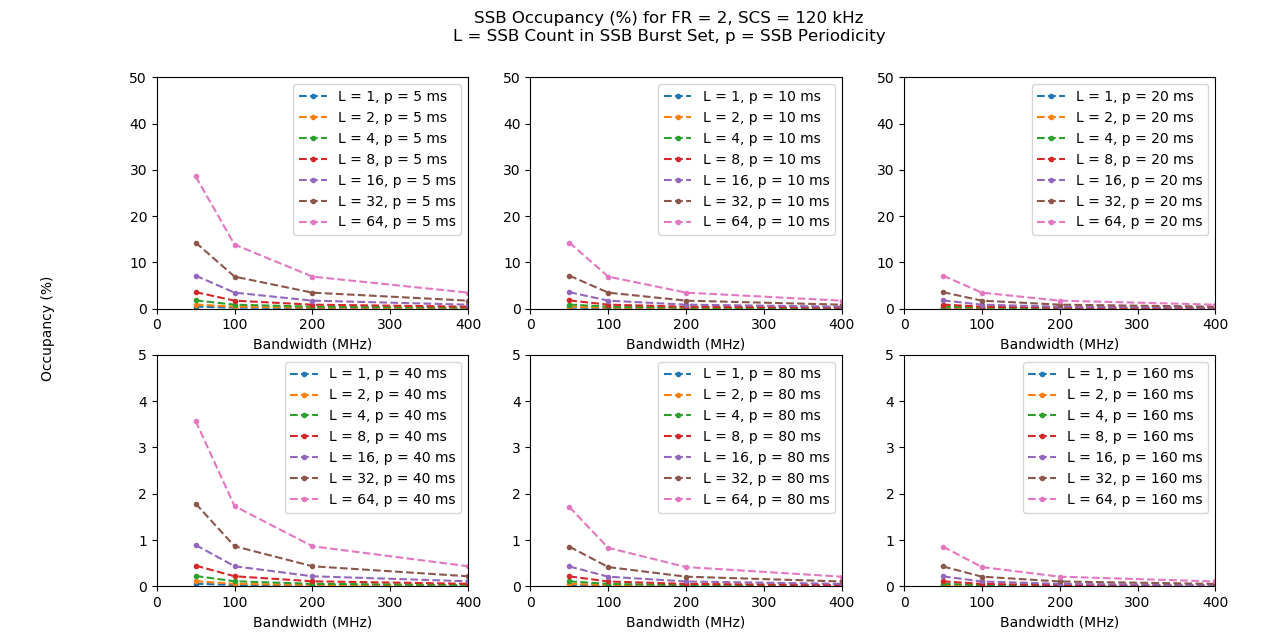 SSB Occupancy (%) for FR = 2, SCS = 120 kHz
L = SSB Count in SSB Burst Set, p = SSB Periodicity
Occupancy (%)
50
40
30
20
10
0
L = 1, p = 5 ms
L = 2, p = 5 ms
L = 4, p = 5 ms
L = 8, p = 5 ms
L = 16, p = 5 ms
L = 32, p = 5 ms
L = 64, p = 5 ms
0 100 200 300 400
Bandwidth (MHz)
50
40
30
20
10
0
L = 1, p = 10 ms
L = 2, p = 10 ms
L = 4, p = 10 ms
L = 8, p = 10 ms
L = 16, p = 10 ms
L = 32, p = 10 ms
L = 64, p = 10 ms
0 100 200 300 400
Bandwidth (MHz)
50
40
30
20
10
0
L = 1, p = 20 ms
L = 2, p = 20 ms
L = 4, p = 20 ms
L = 8, p = 20 ms
L = 16, p = 20 ms
L = 32, p = 20 ms
L = 64, p = 20 ms
0 100 200 300 400
Bandwidth (MHz)
5
4
3
2
1
0
L = 1, p = 40 ms
L = 2, p = 40 ms
L = 4, p = 40 ms
L = 8, p = 40 ms
L = 16, p = 40 ms
L = 32, p = 40 ms
L = 64, p = 40 ms
0 100 200 300 400
Bandwidth (MHz)
5
4
3
2
1
0
L = 1, p = 80 ms
L = 2, p = 80 ms
L = 4, p = 80 ms
L = 8, p = 80 ms
L = 16, p = 80 ms
L = 32, p = 80 ms
L = 64, p = 80 ms
0 100 200 300 400
Bandwidth (MHz)
5
4
3
2
1
0
L = 1, p = 160 ms
L = 2, p = 160 ms
L = 4, p = 160 ms
L = 8, p = 160 ms
L = 16, p = 160 ms
L = 32, p = 160 ms
L = 64, p = 160 ms
0 100 200 300 400
Bandwidth (MHz)